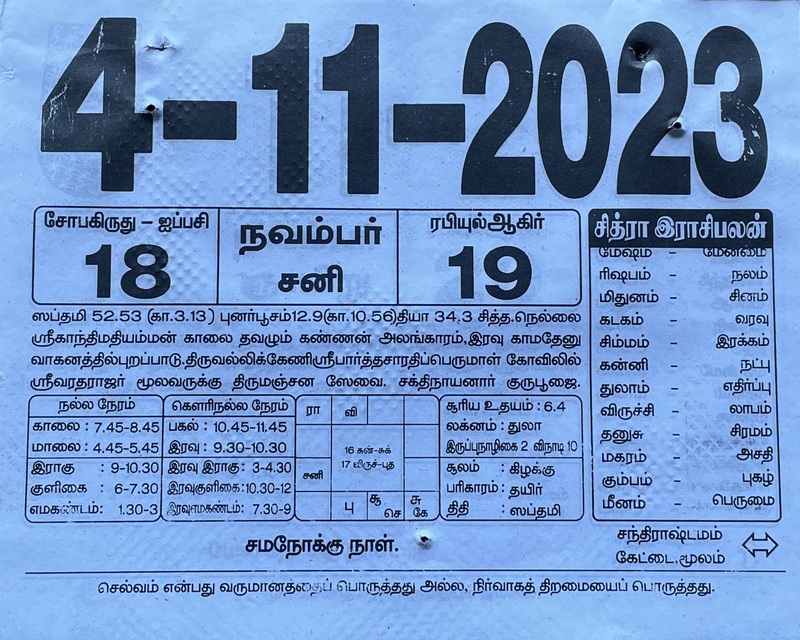 4-11-2023
சோபகிருது - ஐப்பசி
18
நவம்பர்
சனி
ரபியுல்ஆகிர்
19
சித்ரா இராசிபலன்
மேஷம் - மேன்மை
ரிஷபம் - நலம்
மிதுனம் - சினம்
கடகம் - வரவு
சிம்மம் - இரக்கம்
கன்னி - நட்பு
துலாம் - எதிர்ப்பு
விருச்சி - லாபம்
தனுசு - சிரமம்
மகரம் - அசதி
கும்பம் - புகழ்
மீனம் - பெருமை
ஸப்தமி 52.53 (கா.3.13) புனர்பூசம்12.9(கா.10.56)தியா 34.3 சித்த.நெல்லை
ஸ்ரீகாந்திமதியம்மன் காலை தவழும் கண்ணன் அலங்காரம்,இரவு காமதேனு
வாகனத்தில்புறப்பாடு.திருவல்லிக்கேணிஸ்ரீபார்த்தசாரதிப்பெருமாள் கோவிலில்
ஸ்ரீவரதராஜர் மூலவருக்கு திருமஞ்சன ஸேவை. சக்திநாயனார் குருபூஜை.
நல்ல நேரம்
காலை : 7.45-8.45
மாலை : 4.45-5.45
இராகு : 9-10.30
குளிகை : 6-7.30
எமகண்டம்: 1.30-3
கௌரிநல்ல நேரம்
பகல் : 10.45-11.45
இரவு : 9.30-10.30
இரவு இராகு : 3-4.30
இரவுகுளிகை:10.30-12
இரவுஎமகண்டம்: 7.30-9
ரா வி
சனி
16 கன்-சுக்
17 விருச்-புத
பு சூ செ சு கே
சூரிய உதயம் : 6.4
லக்னம் : துலா
இருப்புநாழிகை 2 விநாடி 10
சூலம் : கிழக்கு
பரிகாரம் : தயிர்
திதி : ஸப்தமி
சமநோக்கு நாள்.
சந்திராஷ்டமம்
கேட்டை,மூலம்
செல்வம் என்பது வருமானத்தைப் பொருத்தது அல்ல, நிர்வாகத் திறமையைப் பொருத்தது.